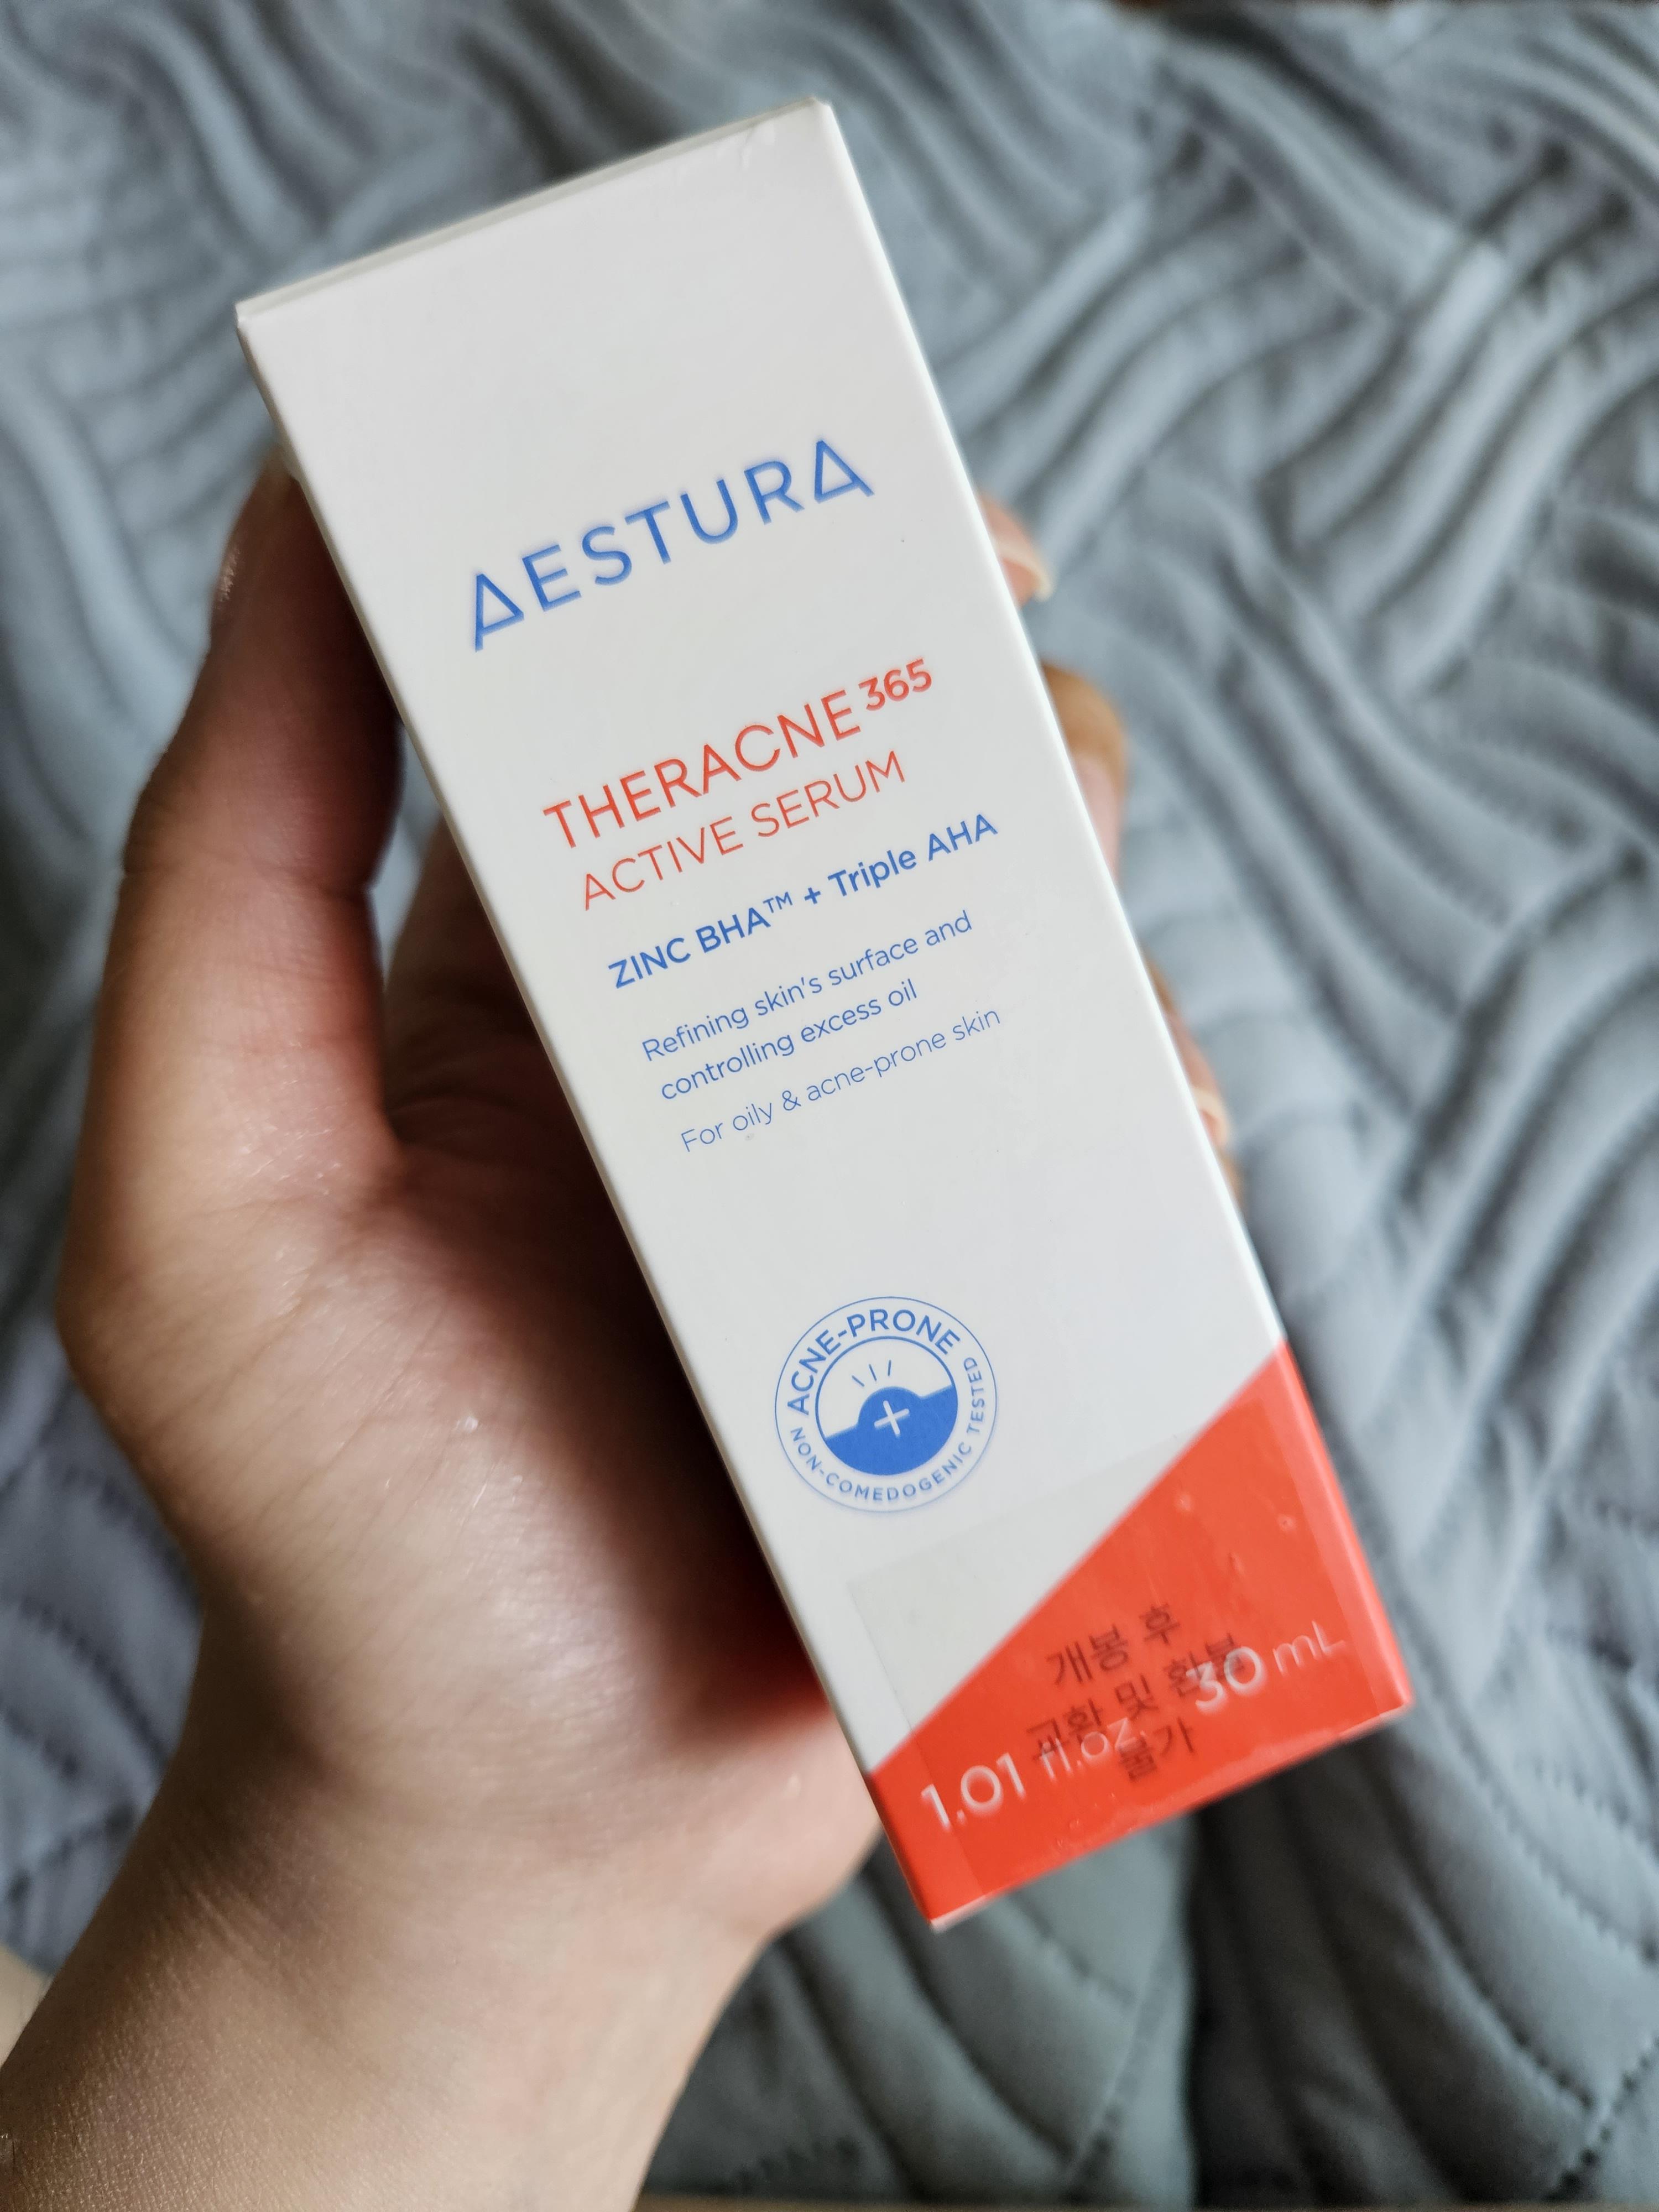 AESTURA
THERACNE 365
ACTIVE SERUM
ZINC BHA™ + Triple AHA
Refining skin's surface and
controlling excess oil
For oily & acne-prone skin
ACNE-PRONE
NON-COMEDOGENIC TESTED
개봉 후
교환 및 환불
불가
1.01 fl.oz. 30 mL